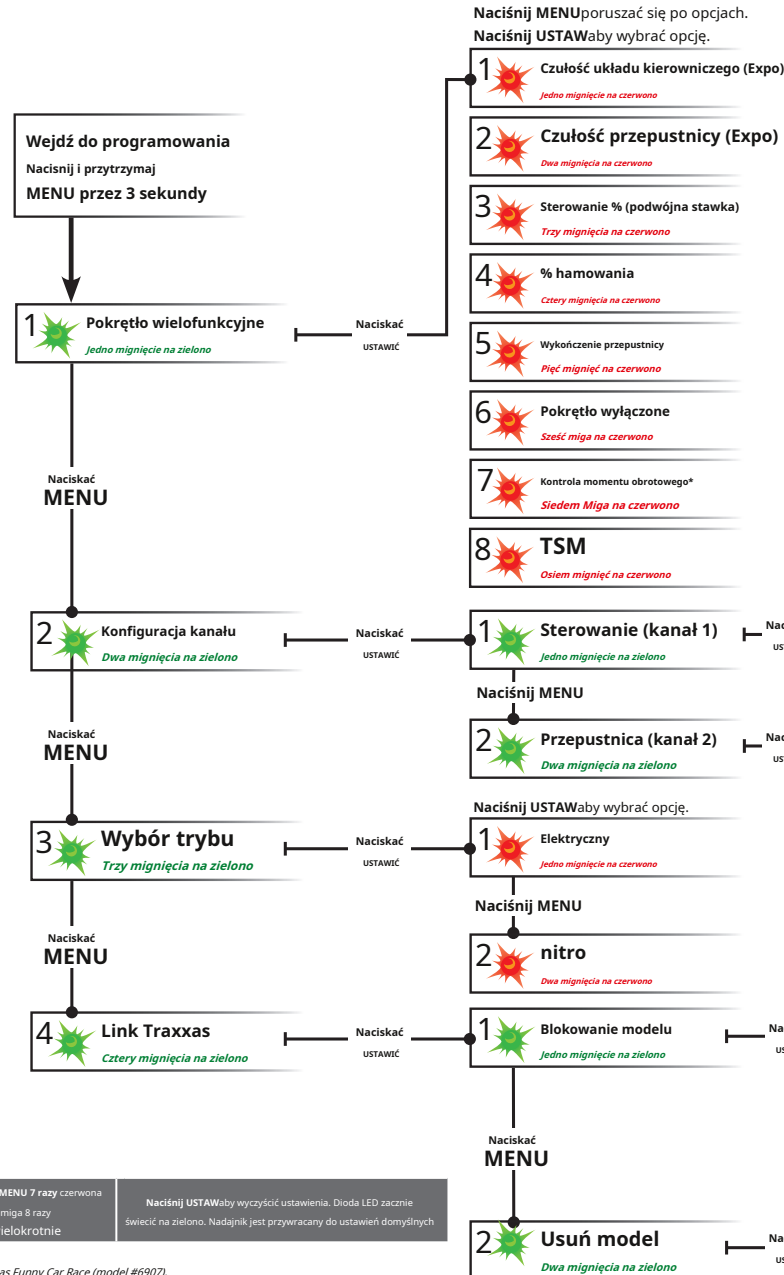 Naciśnij MENUporuszać się po opcjach.
Naciśnij USTAWaby wybrać opcję.
1 Czułość układu kierowniczego (Expo)
Jedno mignięcie na czerwono
2 Czułość przepustnicy (Expo)
Dwa mignięcia na czerwono
3 Sterowanie % (podwójna stawka)
Trzy mignięcia na czerwono
4 % hamowania
Cztery mignięcia na czerwono
5 Wykończenie przepustnicy
Pięć mignięć na czerwono
6 Pokrętło wyłączone
Sześć miga na czerwono
7 Kontrola momentu obrotowego*
Siedem Miga na czerwono
8 TSM
Osiem mignięć na czerwono
Wejdź do programowania
Nacisnij i przytrzymaj
MENU przez 3 sekundy
1 Pokrętło wielofunkcyjne
Jedno mignięcie na zielono
Naciskać
USTAWIĆ
Naciskać
MENU
2 Konfiguracja kanału
Dwa mignięcia na zielono
Naciskać
USTAWIĆ
1 Sterowanie (kanał 1)
Jedno mignięcie na zielono
Naciśnij MENU
2 Przepustnica (kanał 2)
Dwa mignięcia na zielono
Naciskać
MENU
3 Wybór trybu
Trzy mignięcia na zielono
Naciskać
USTAWIĆ
Naciśnij USTAWaby wybrać opcję.
1 Elektryczny
Jedno mignięcie na czerwono
Naciśnij MENU
2 nitro
Dwa mignięcia na czerwono
Naciskać
MENU
4 Link Traxxas
Cztery mignięcia na zielono
Naciskać
USTAWIĆ
1 Blokowanie modelu
Jedno mignięcie na zielono
Naciskać
MENU
2 Usuń model
Dwa mignięcia na zielono
MENU 7 razy czerwona
miga 8 razy
Naciśnij USTAWaby wyczyścić ustawienia. Dioda LED zacznie
świecić na zielono. Nadajnik jest przywracany do ustawień domyślnych
Funny Car Race (model #6907).